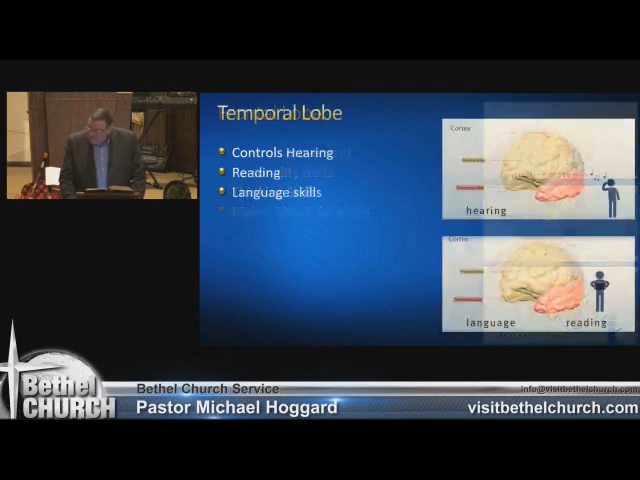 Temporal Lobe
Controls Hearing
Reading
Language skills
Cortex
hearing
Cortex
language reading
Bethel
CHURCH
Bethel Church Service
info@visitbethelchurch.com
Pastor Michael Hoggard
visitbethelchurch.com